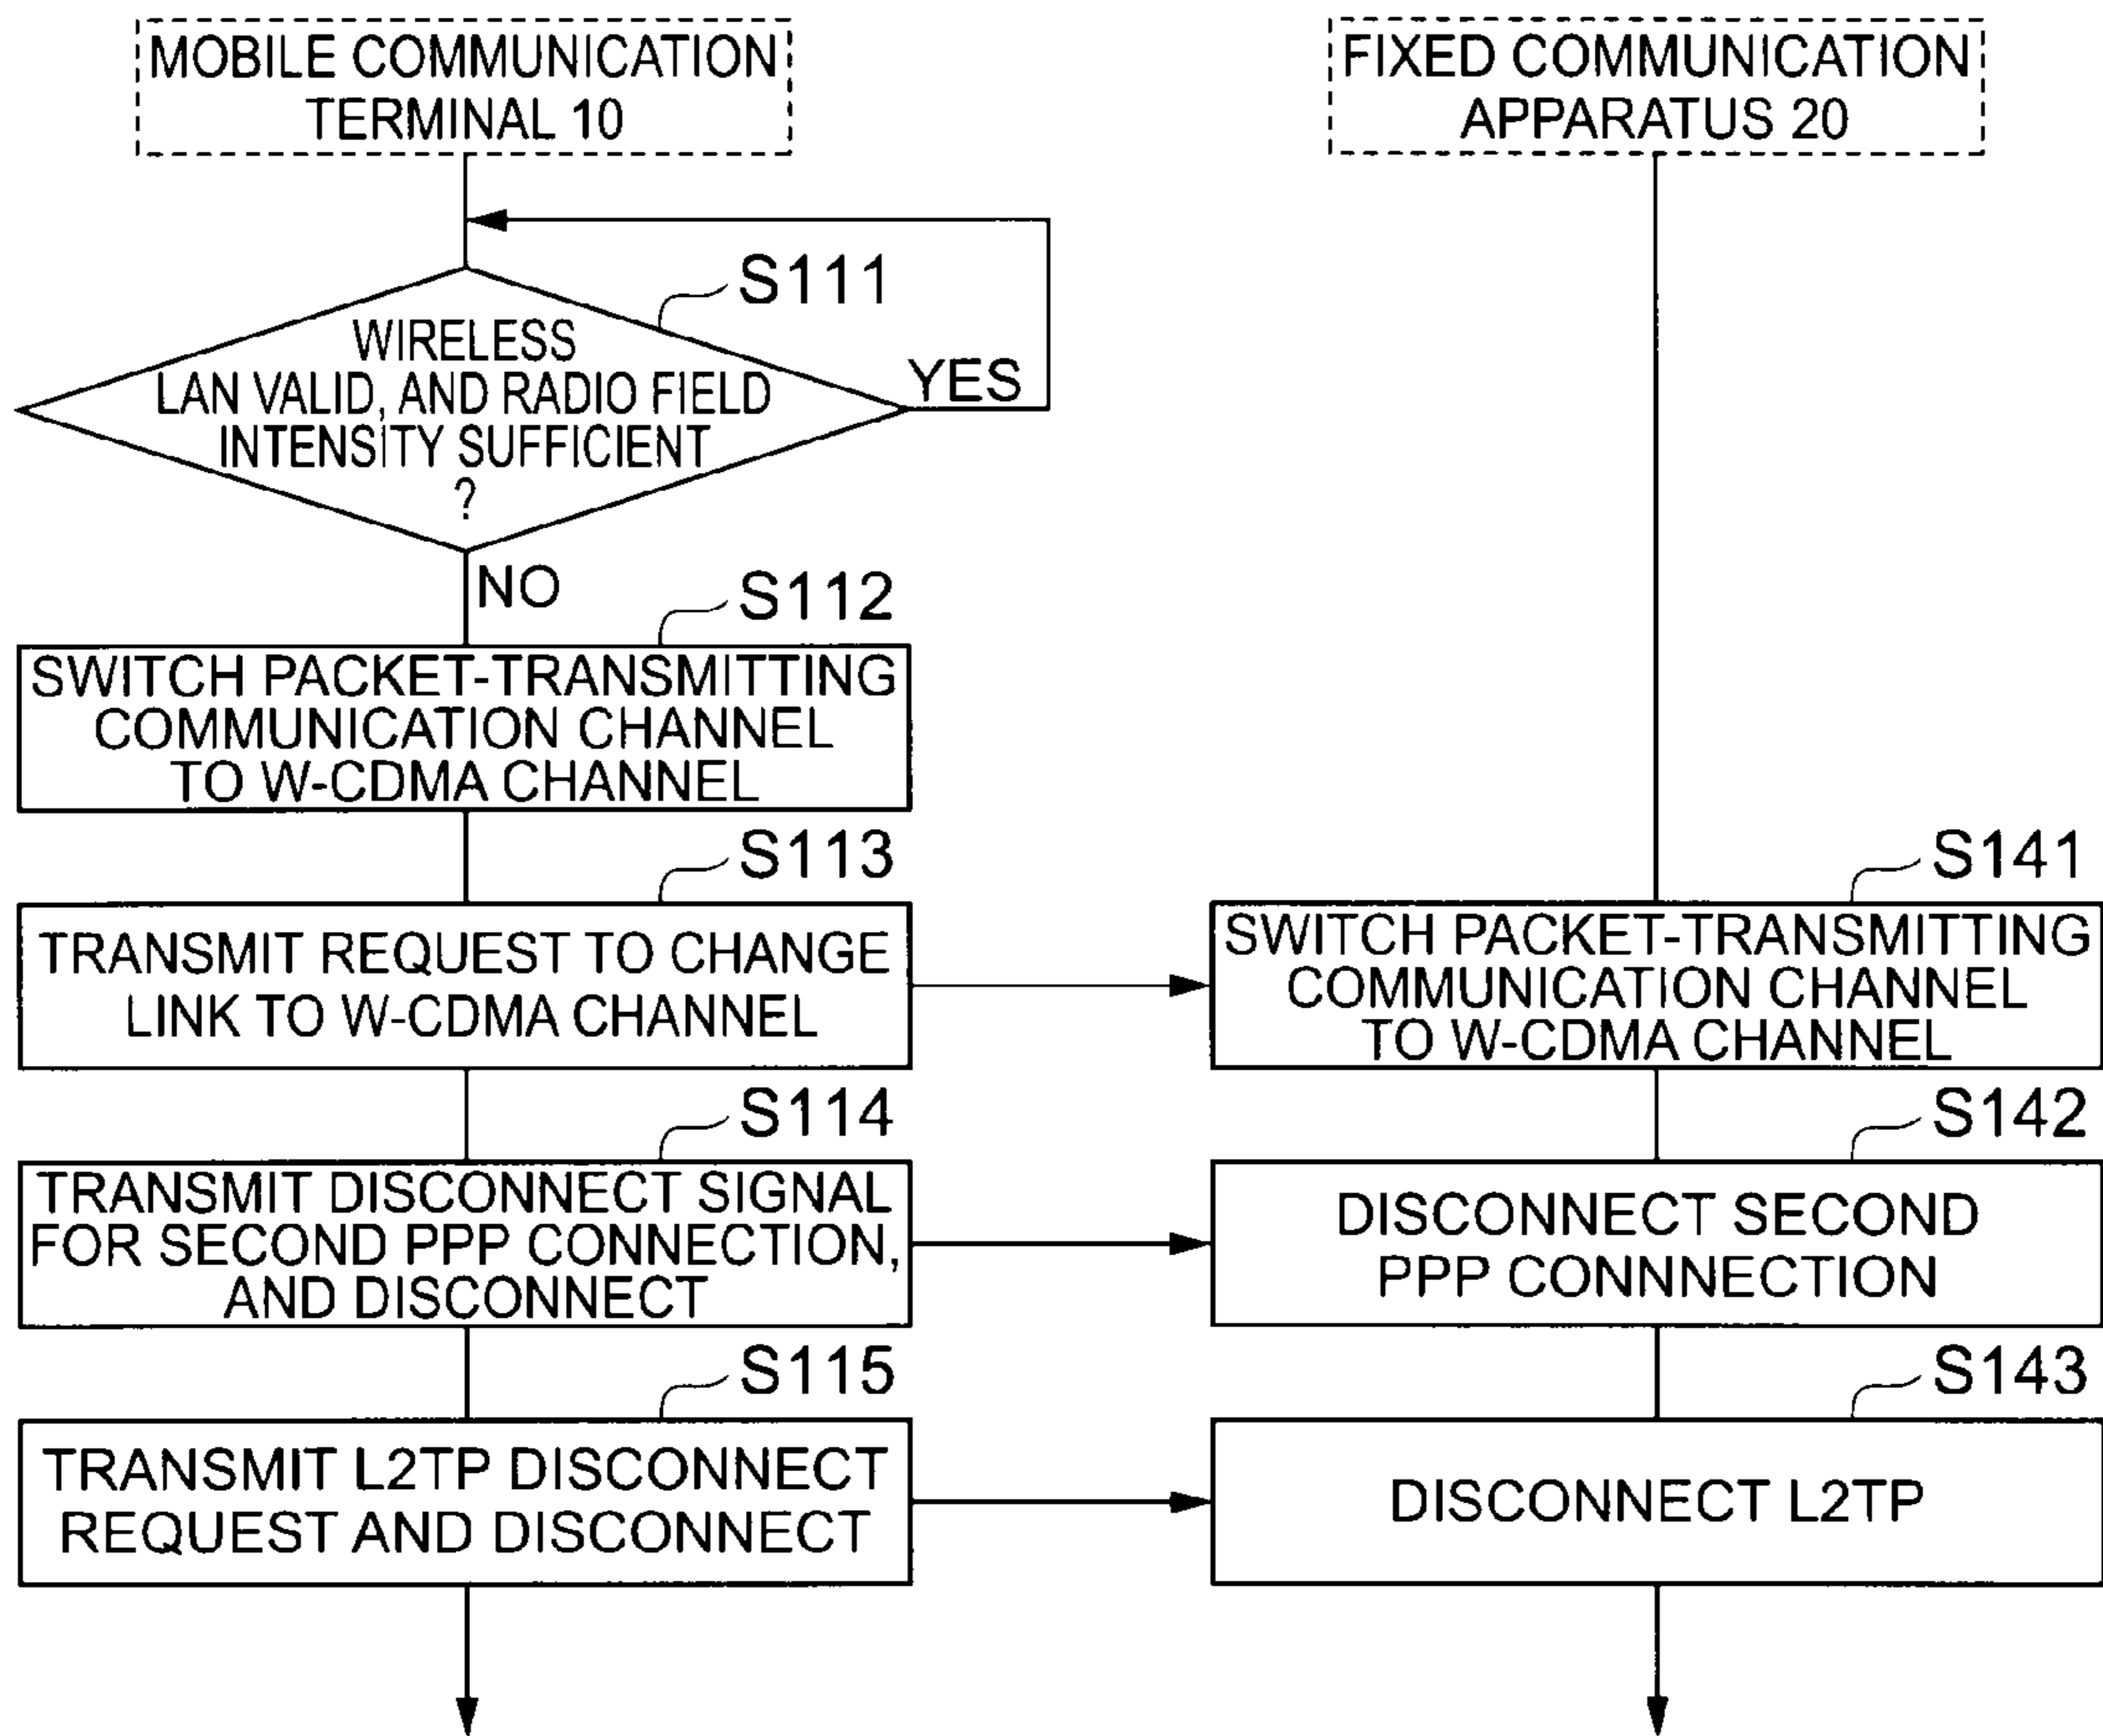 MOBILE COMMUNICATION
TERMINAL 10
FIXED COMMUNICATION
APPARATUS 20
S111
WIRELESS
LAN VALID, AND RADIO FIELD
INTENSITY SUFFICIENT
?
YES
NO
S112
SWITCH PACKET-TRANSMITTING
COMMUNICATION CHANNEL
TO W-CDMA CHANNEL
S113
TRANSMIT REQUEST TO CHANGE
LINK TO W-CDMA CHANNEL
S141
SWITCH PACKET-TRANSMITTING
COMMUNICATION CHANNEL
TO W-CDMA CHANNEL
S114
TRANSMIT DISCONNECT SIGNAL
FOR SECOND PPP CONNECTION,
AND DISCONNECT
S142
DISCONNECT SECOND
PPP CONNNECTION
S115
TRANSMIT L2TP DISCONNECT
REQUEST AND DISCONNECT
S143
DISCONNECT L2TP